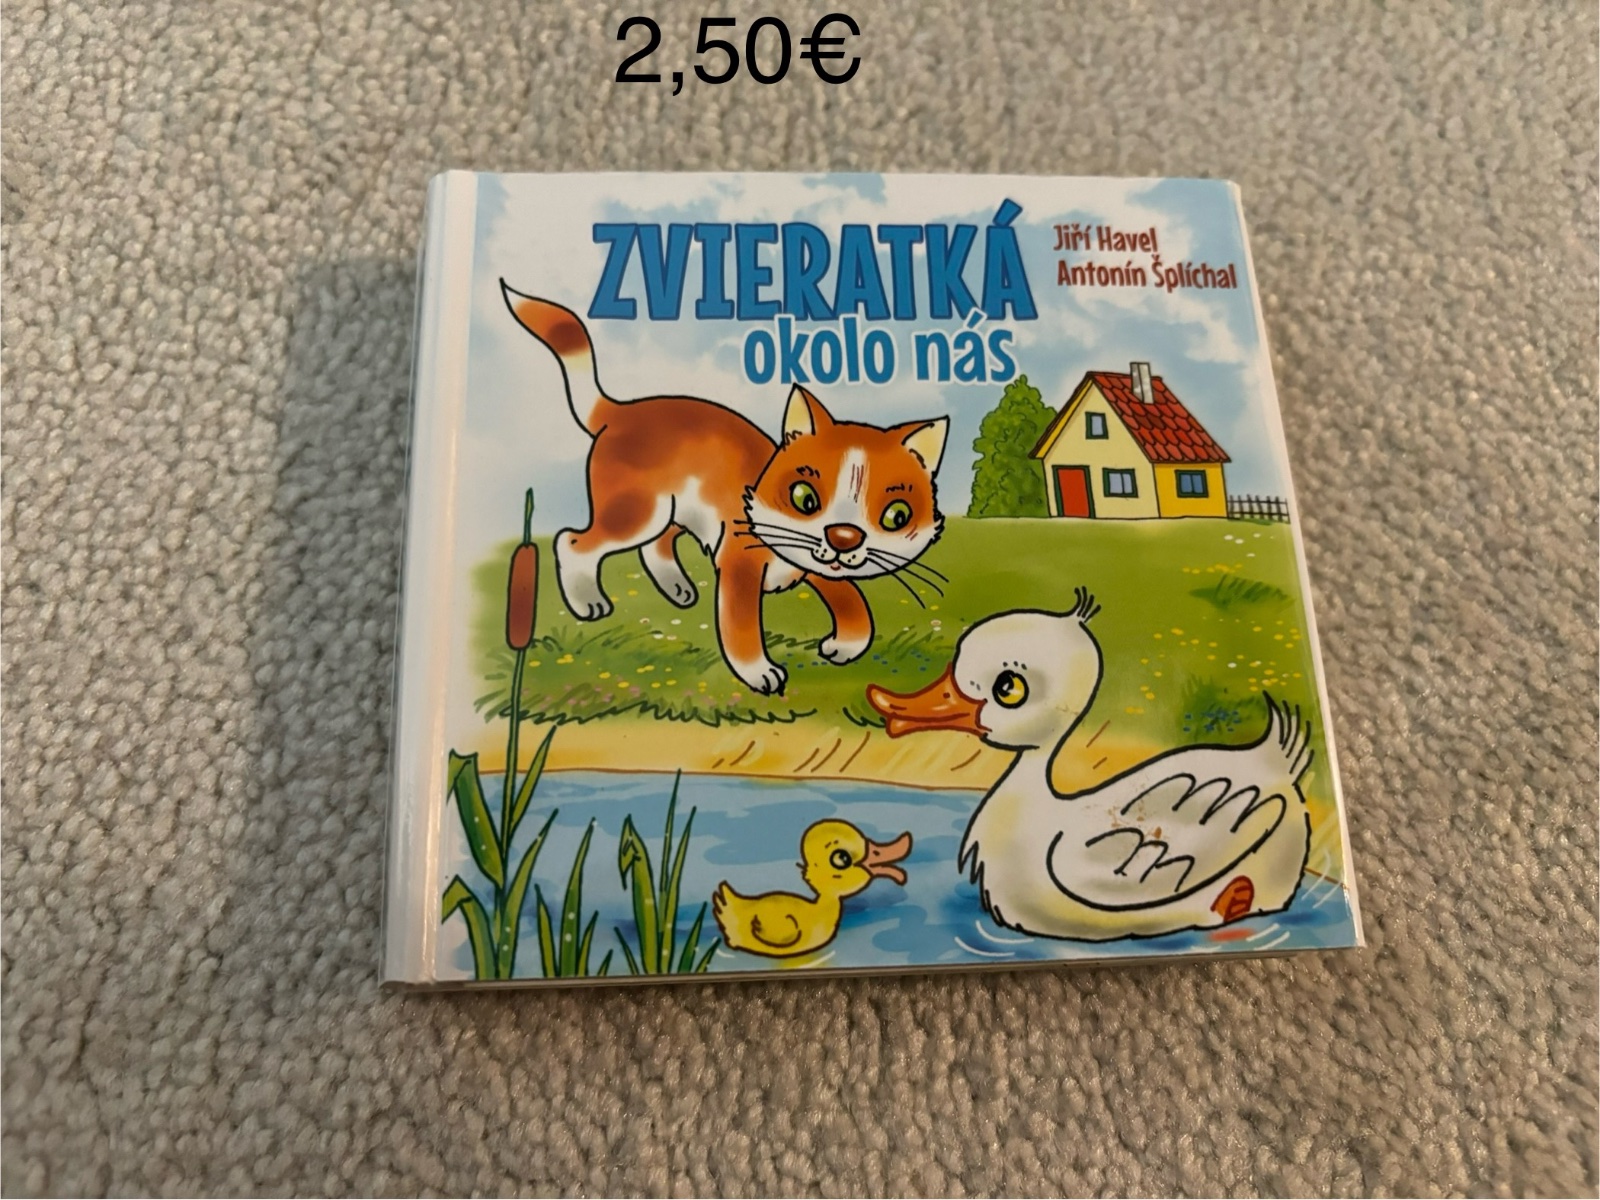 2,50€
ZVIERATKÁ
okolo nás
Jiří Havel
Antonín Šplíchal